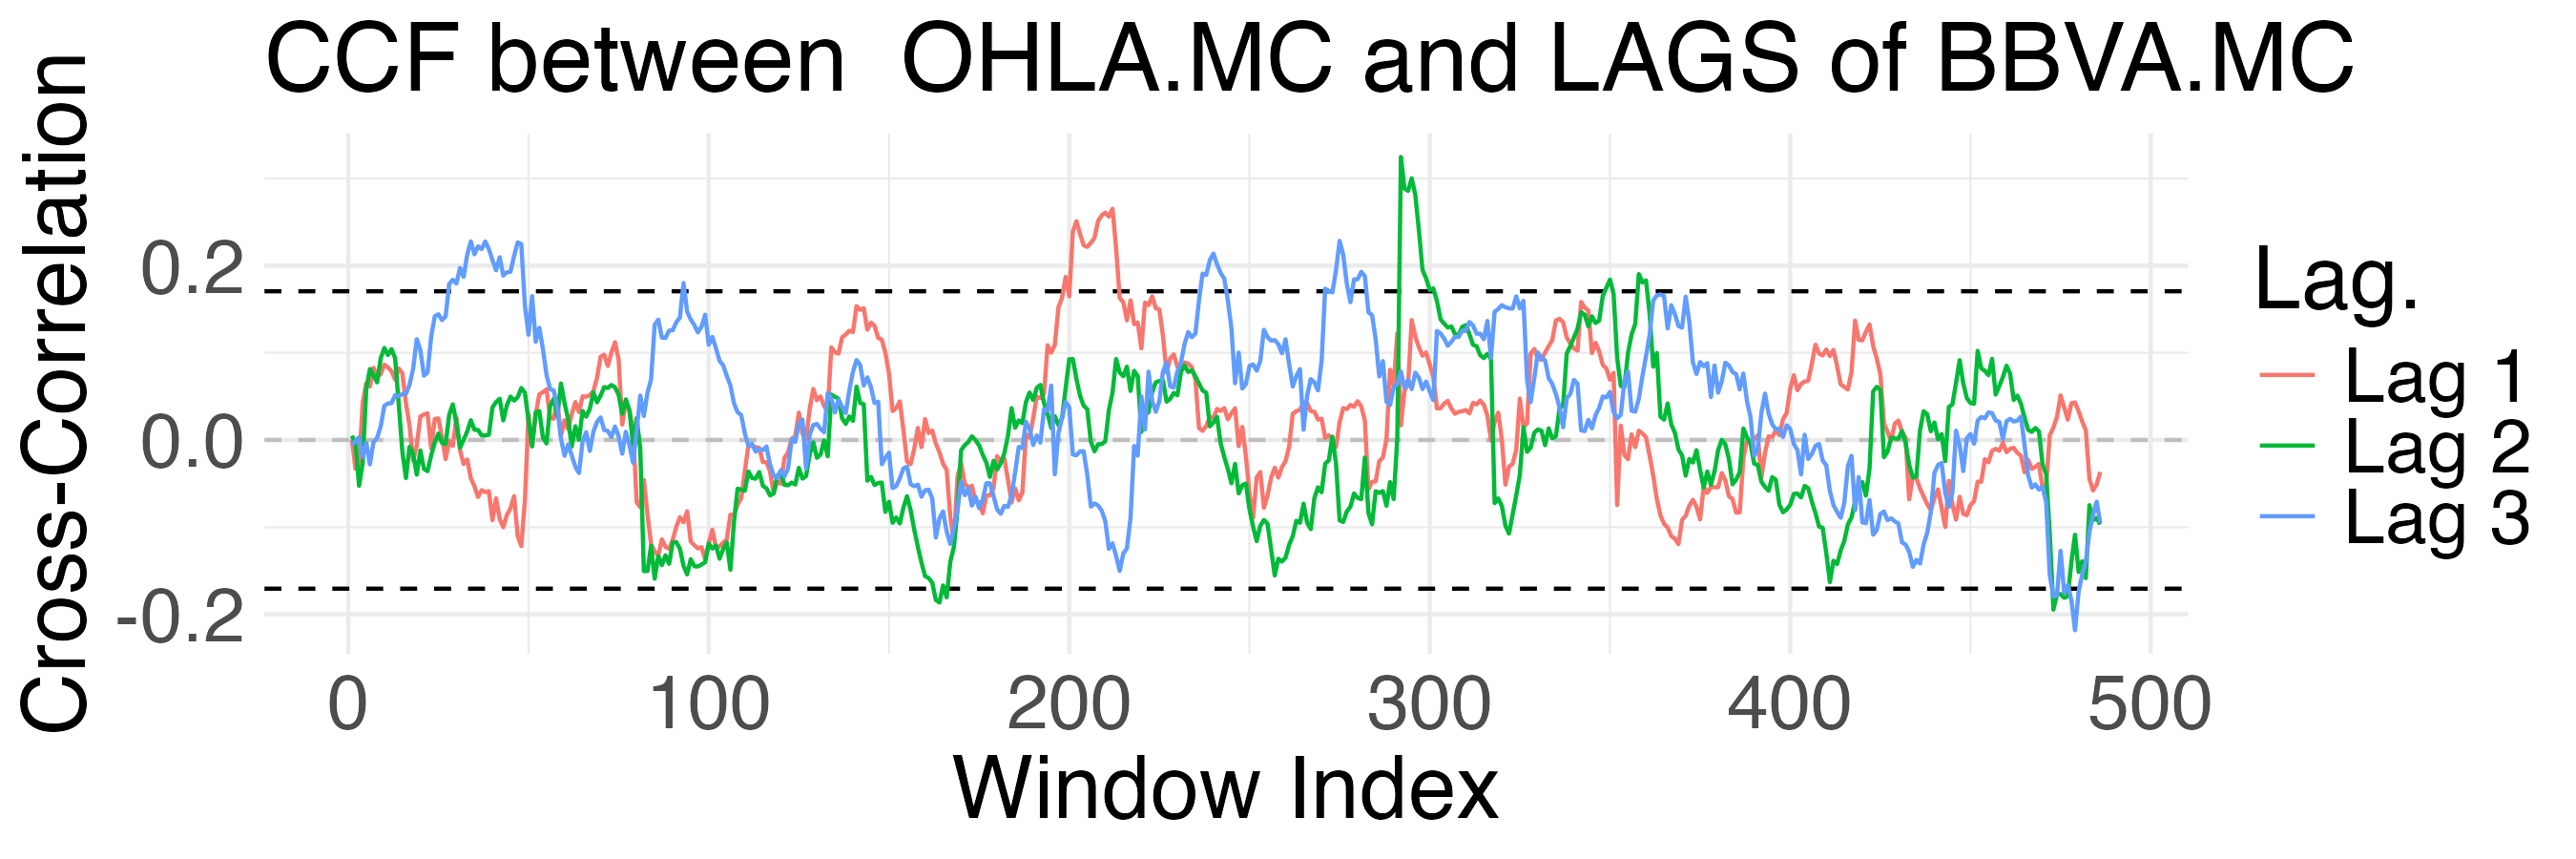 CCF between  OHLA.MC and LAGS of BBVA.MC
Cross-Correlation
0.2
0.0
-0.2
0 100 200 300 400 500
Window Index
Lag.
Lag 1
Lag 2
Lag 3